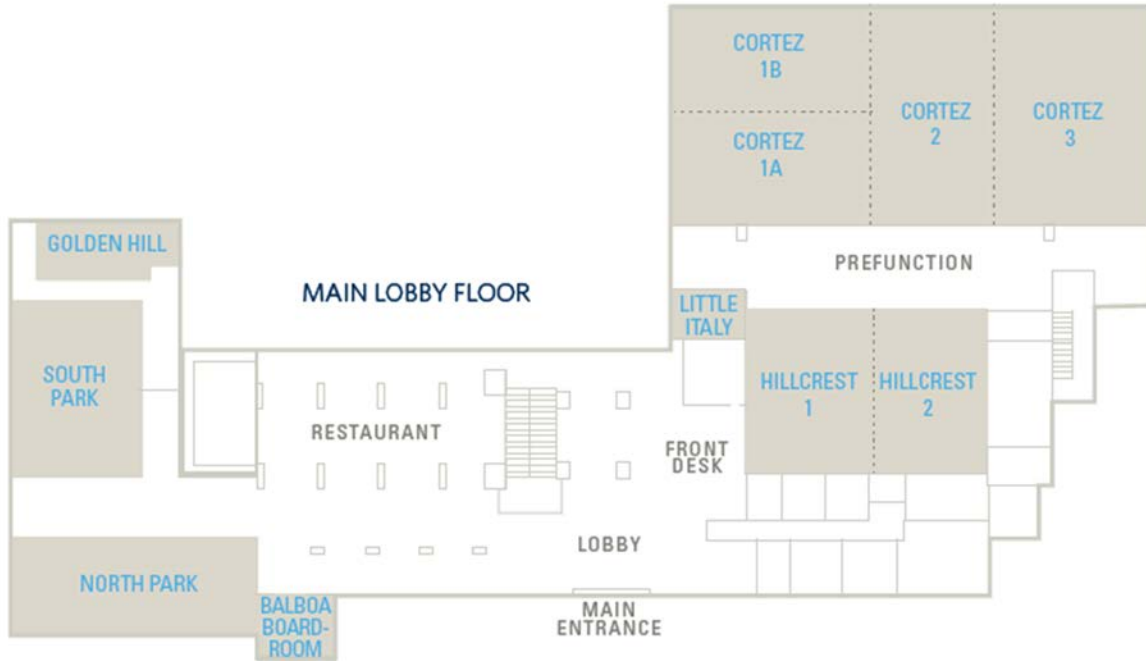 CORTEZ
1B
CORTEZ
2
CORTEZ
3
CORTEZ
1A
GOLDEN HILL
PREFUNCTION
MAIN LOBBY FLOOR
LITTLE
ITALY
SOUTH
PARK
HILLCREST
1
HILLCREST
2
RESTAURANT
FRONT
DESK
LOBBY
NORTH PARK
BALBOA
BOARD-
ROOM
MAIN
ENTRANCE